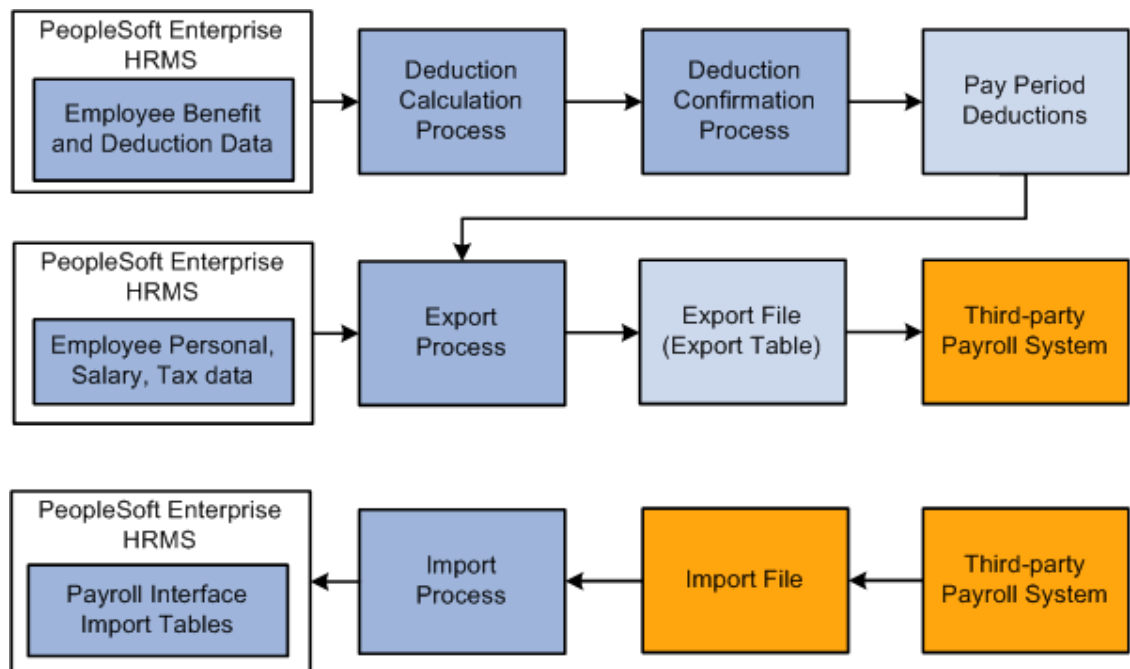 PeopleSoft Enterprise
HRMS
Employee Benefit
and Deduction Data
Deduction
Calculation
Process
Deduction
Confirmation
Process
Pay Period
Deductions
PeopleSoft Enterprise
HRMS
Employee Personal,
Salary, Tax data
Export
Process
Export File
(Export Table)
Third-party
Payroll System
PeopleSoft Enterprise
HRMS
Payroll Interface
Import Tables
Import
Process
Import File
Third-party
Payroll System